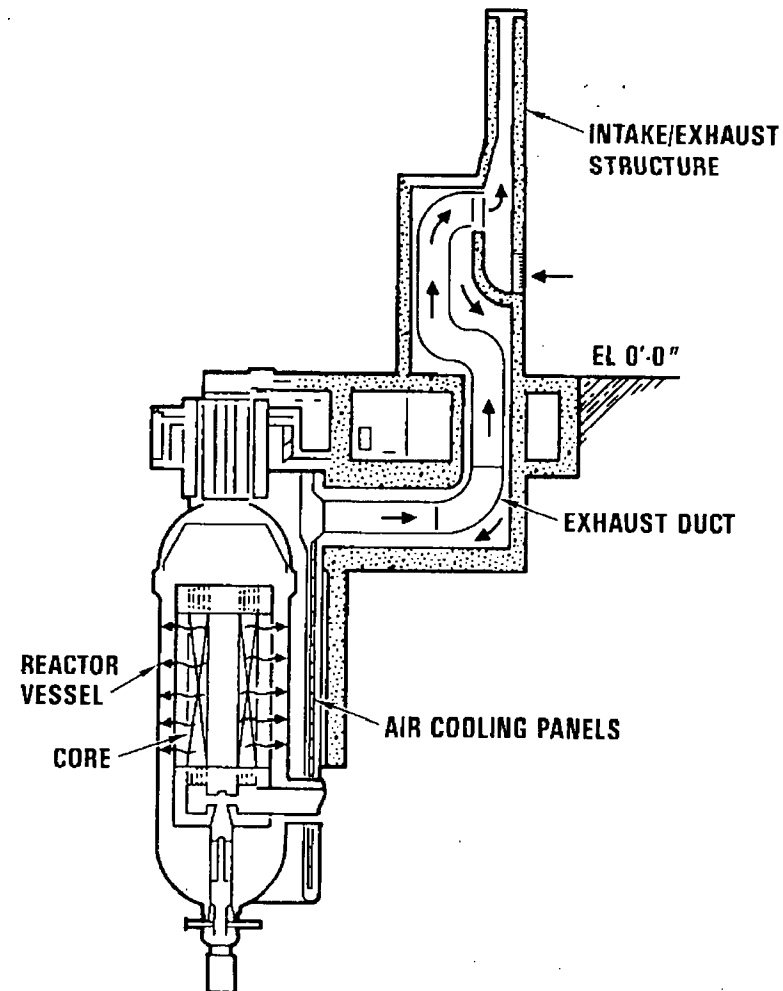 INTAKE/EXHAUST
STRUCTURE
EL 0'-0"
EXHAUST DUCT
REACTOR
VESSEL
AIR COOLING PANELS
CORE